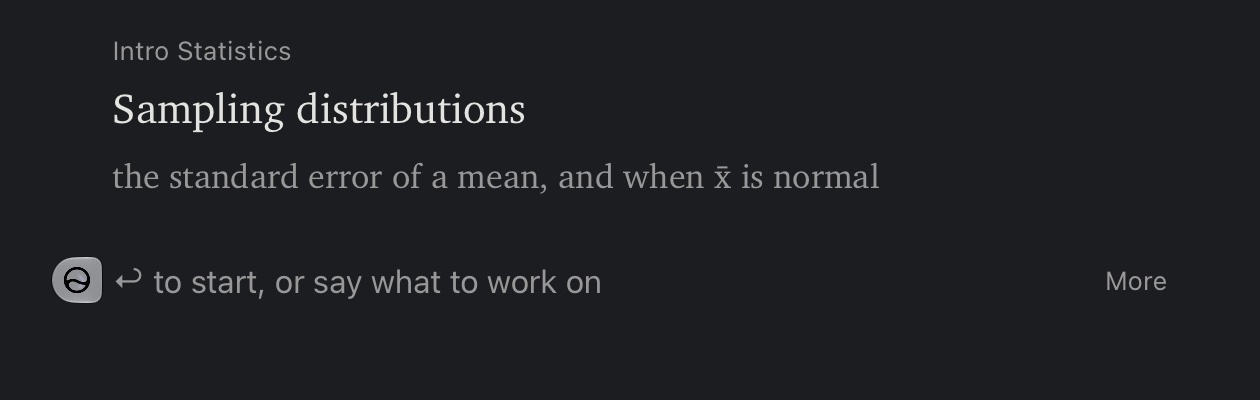 Intro Statistics
Sampling distributions
the standard error of a mean, and when x̄ is normal
↩ to start, or say what to work on
More